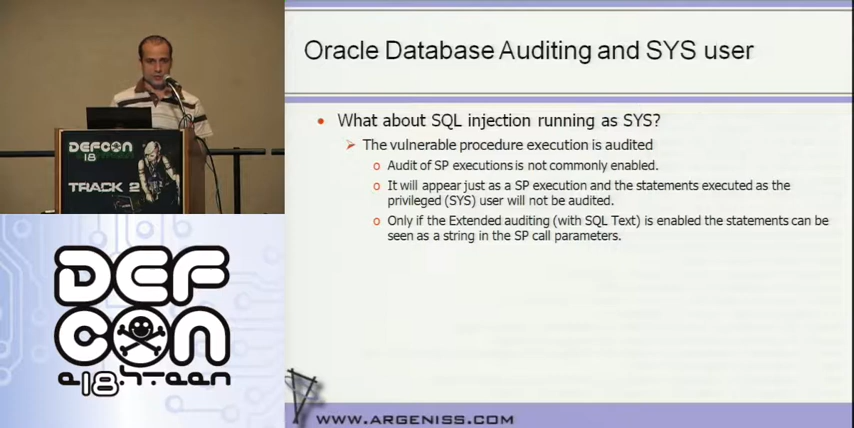 Oracle Database Auditing and SYS user
• What about SQL injection running as SYS?
➢ The vulnerable procedure execution is audited
o Audit of SP executions is not commonly enabled.
o It will appear just as a SP execution and the statements executed as the
privileged (SYS) user will not be audited.
o Only if the Extended auditing (with SQL Text) is enabled the statements can be
seen as a string in the SP call parameters.
WWW.ARGENISS.COM
DEFCON
18
TRACK 2
DEF
CON
e18hteen